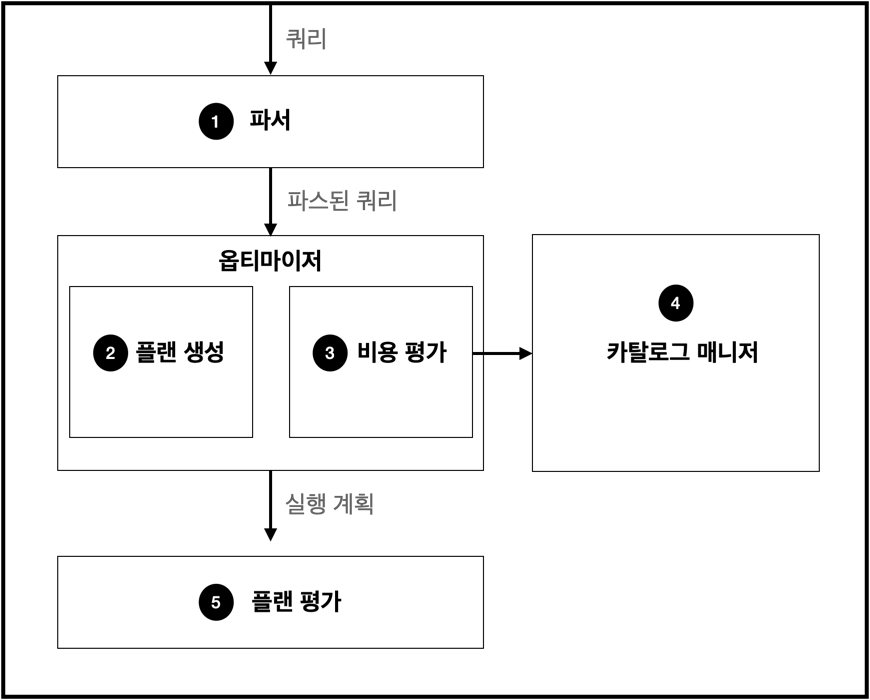 쿼리
1 파서
파스된 쿼리
옵티마이저
2 플랜 생성
3 비용 평가
4
카탈로그 매니저
실행 계획
5 플랜 평가